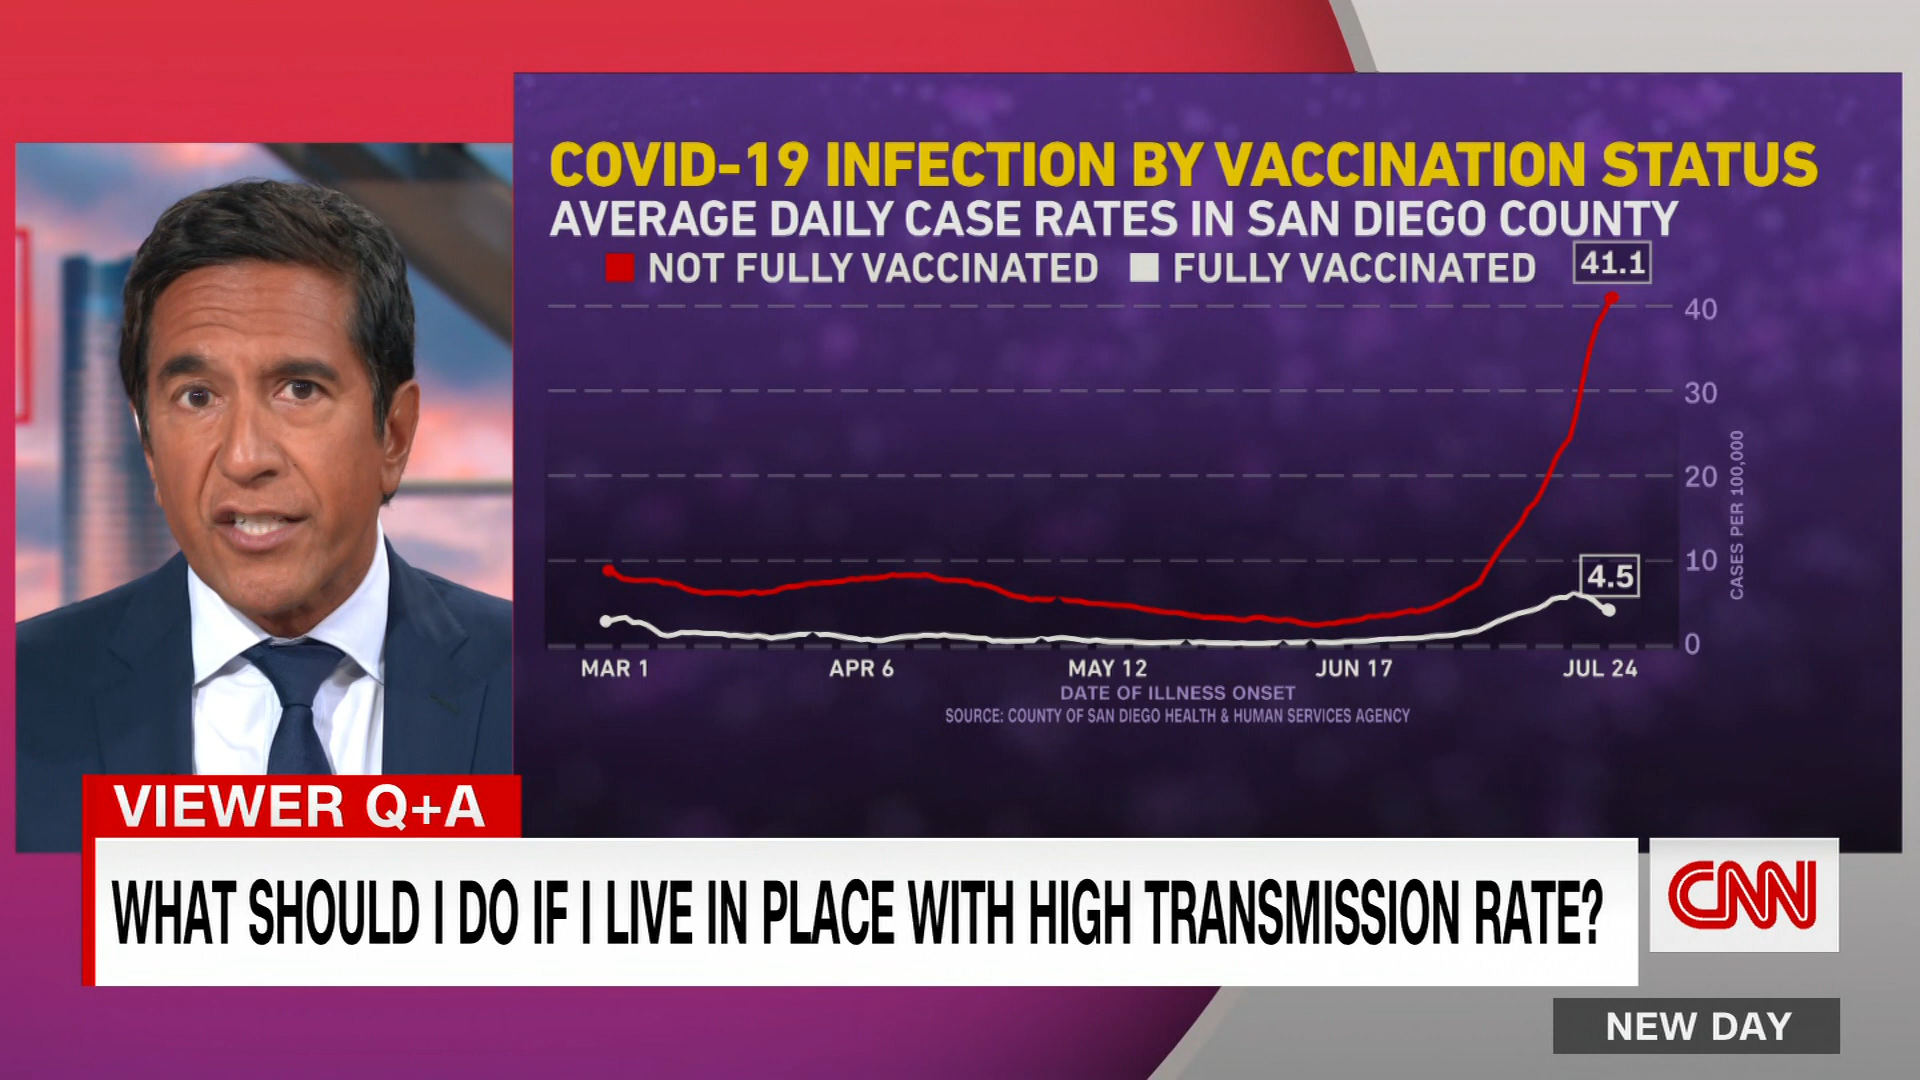 COVID-19 INFECTION BY VACCINATION STATUS
AVERAGE DAILY CASE RATES IN SAN DIEGO COUNTY
NOT FULLY VACCINATED FULLY VACCINATED 41.1
40
30
20
10
0
CASES PER 100,000
4.5
MAR 1 APR 6 MAY 12 JUN 17 JUL 24
DATE OF ILLNESS ONSET
SOURCE: COUNTY OF SAN DIEGO HEALTH & HUMAN SERVICES AGENCY
VIEWER Q+A
WHAT SHOULD I DO IF I LIVE IN PLACE WITH HIGH TRANSMISSION RATE?
CNN
NEW DAY